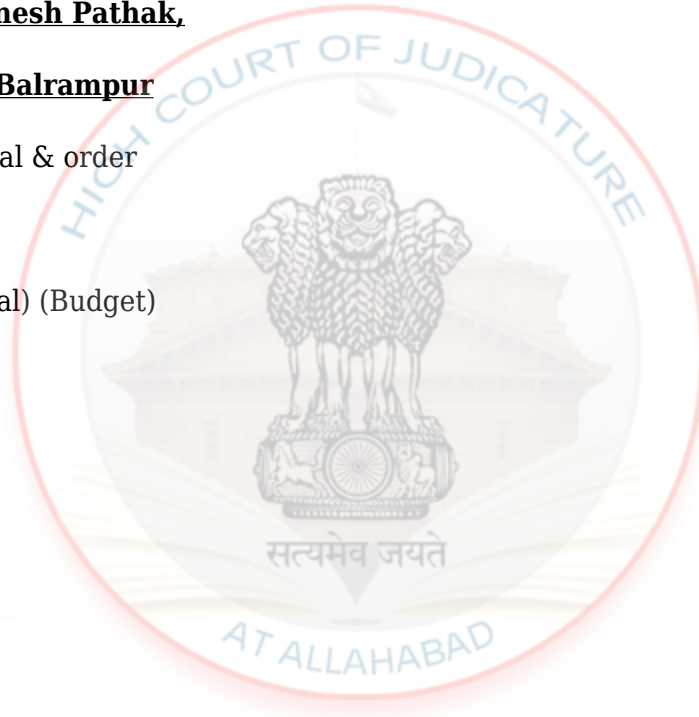 nesh Pathak,
Balrampur
al & order
al) (Budget)
HIGH COURT OF JUDICATURE
सत्यमेव जयते
AT ALLAHABAD